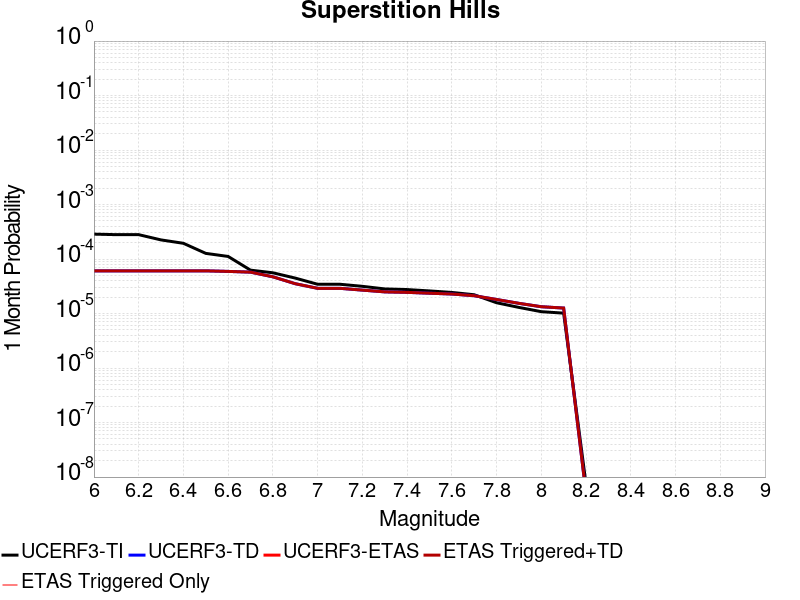 Superstition Hills
10^0
10^-1
10^-2
10^-3
10^-4
10^-5
10^-6
10^-7
10^-8
1 Month Probability
6 6.2 6.4 6.6 6.8 7 7.2 7.4 7.6 7.8 8 8.2 8.4 8.6 8.8 9
Magnitude
UCERF3-TI UCERF3-TD UCERF3-ETAS ETAS Triggered+TD
ETAS Triggered Only